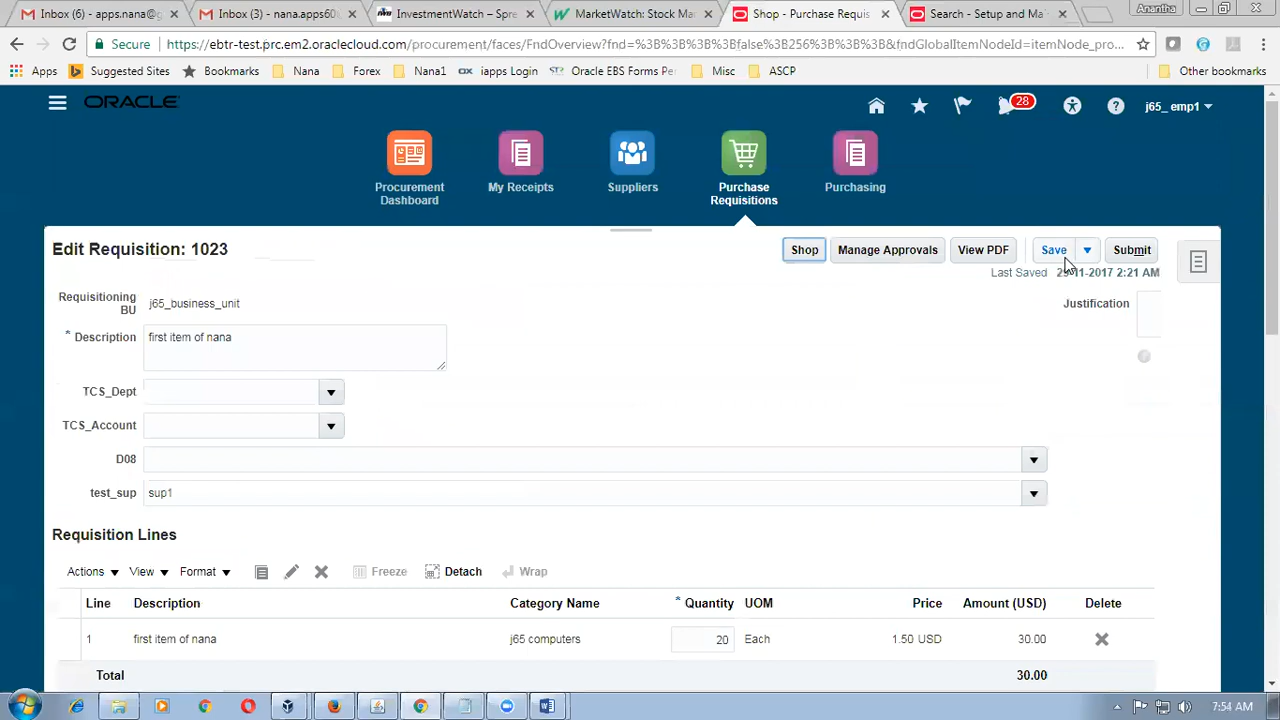 Inbox (6) - apps.nana@g
Inbox (3) - nana.apps60
InvestmentWatch – Spre
MarketWatch: Stock Ma
Shop - Purchase Requis
Search - Setup and Ma
Anantha
Secure
https://ebtr-test.prc.em2.oraclecloud.com/procurement/faces/FndOverview?fnd=%3B%3B%3B%3Bfalse%3B256%3B%3B%3B&fndGlobalItemNodeId=itemNode_pro...
Apps Suggested Sites Bookmarks Nana Forex Nana1 iapps Login Oracle EBS Forms Per Misc ASCP Other bookmarks
ORACLE
28
j65_emp1
Procurement Dashboard
My Receipts
Suppliers
Purchase Requisitions
Purchasing
Edit Requisition: 1023
Shop Manage Approvals View PDF Save Submit
Last Saved 11-2017 2:21 AM
Requisitioning BU j65_business_unit
Justification
* Description first item of nana
TCS_Dept
TCS_Account
D08
test_sup sup1
Requisition Lines
Actions View Format Freeze Detach Wrap
Line Description Category Name * Quantity UOM Price Amount (USD) Delete
1 first item of nana j65 computers 20 Each 1.50 USD 30.00
Total 30.00
7:54 AM